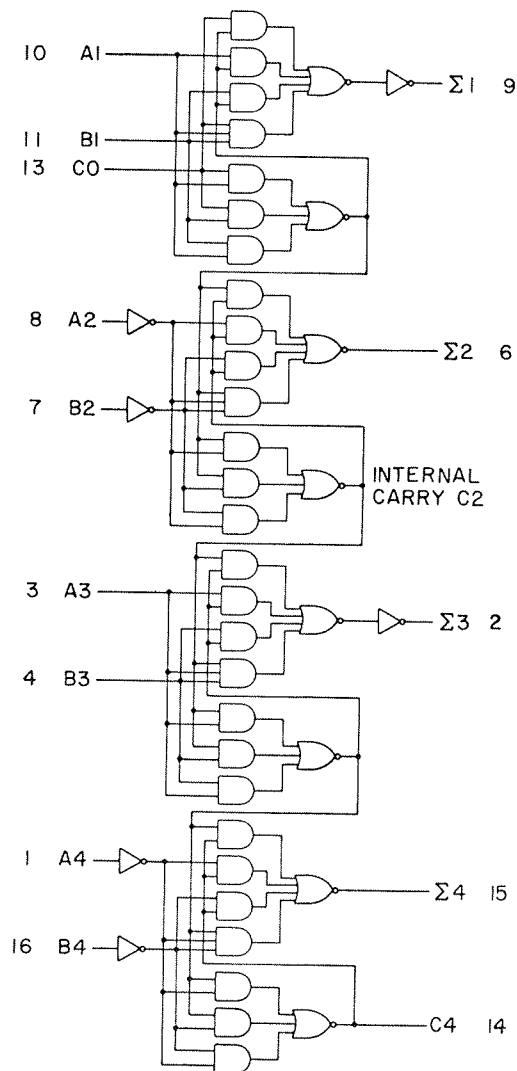 10 A1
Σ1 9
11 B1
13 C0
8 A2
Σ2 6
7 B2
INTERNAL
CARRY C2
3 A3
Σ3 2
4 B3
1 A4
Σ4 15
16 B4
C4 14